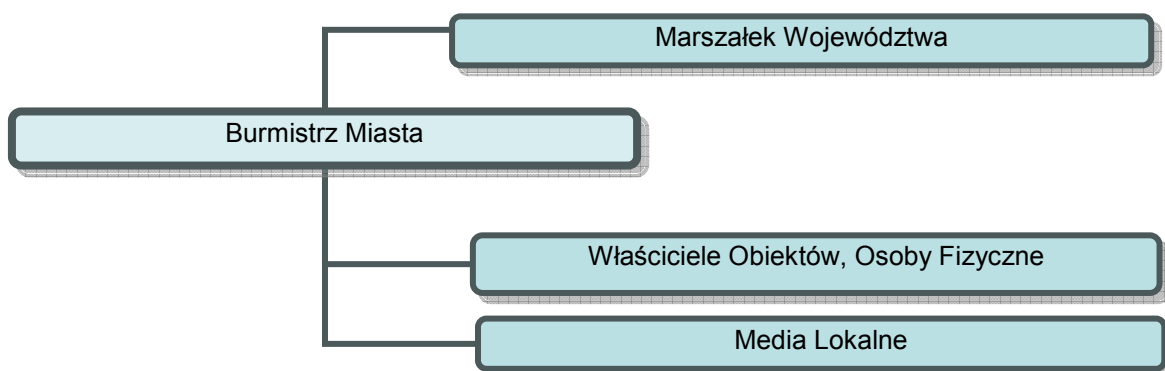 Marszałek Województwa
Burmistrz Miasta
Właściciele Obiektów, Osoby Fizyczne
Media Lokalne